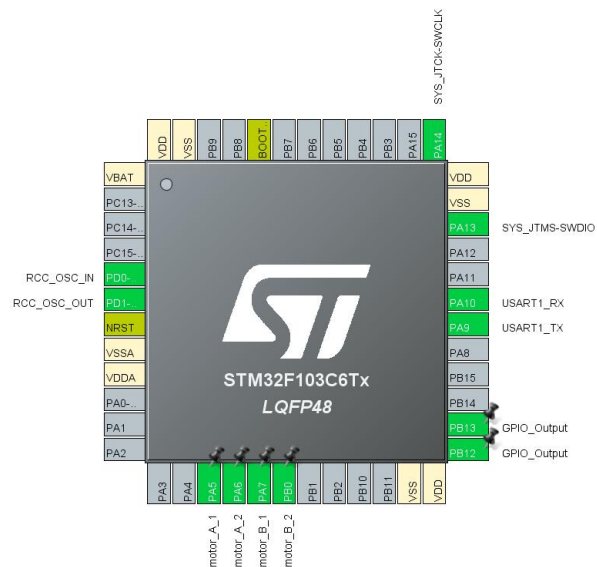 SYS_JTCK-SWCLK
VDD
VSS
PB9
PB8
BOOT..
PB7
PB6
PB5
PB4
PB3
PA15
PA14
VBAT
PC13-..
PC14-..
PC15-..
RCC_OSC_IN PD0-..
RCC_OSC_OUT PD1-..
NRST
VSSA
VDDA
PA0-..
PA1
PA2
VDD
VSS
PA13 SYS_JTMS-SWDIO
PA12
PA11
PA10 USART1_RX
PA9 USART1_TX
PA8
PB15
PB14
PB13 GPIO_Output
PB12 GPIO_Output
ST
STM32F103C6Tx
LQFP48
PA3
PA4
PA5
PA6
PA7
PB0
PB1
PB2
PB10
PB11
VSS
VDD
motor_A_1
motor_A_2
motor_B_1
motor_B_2